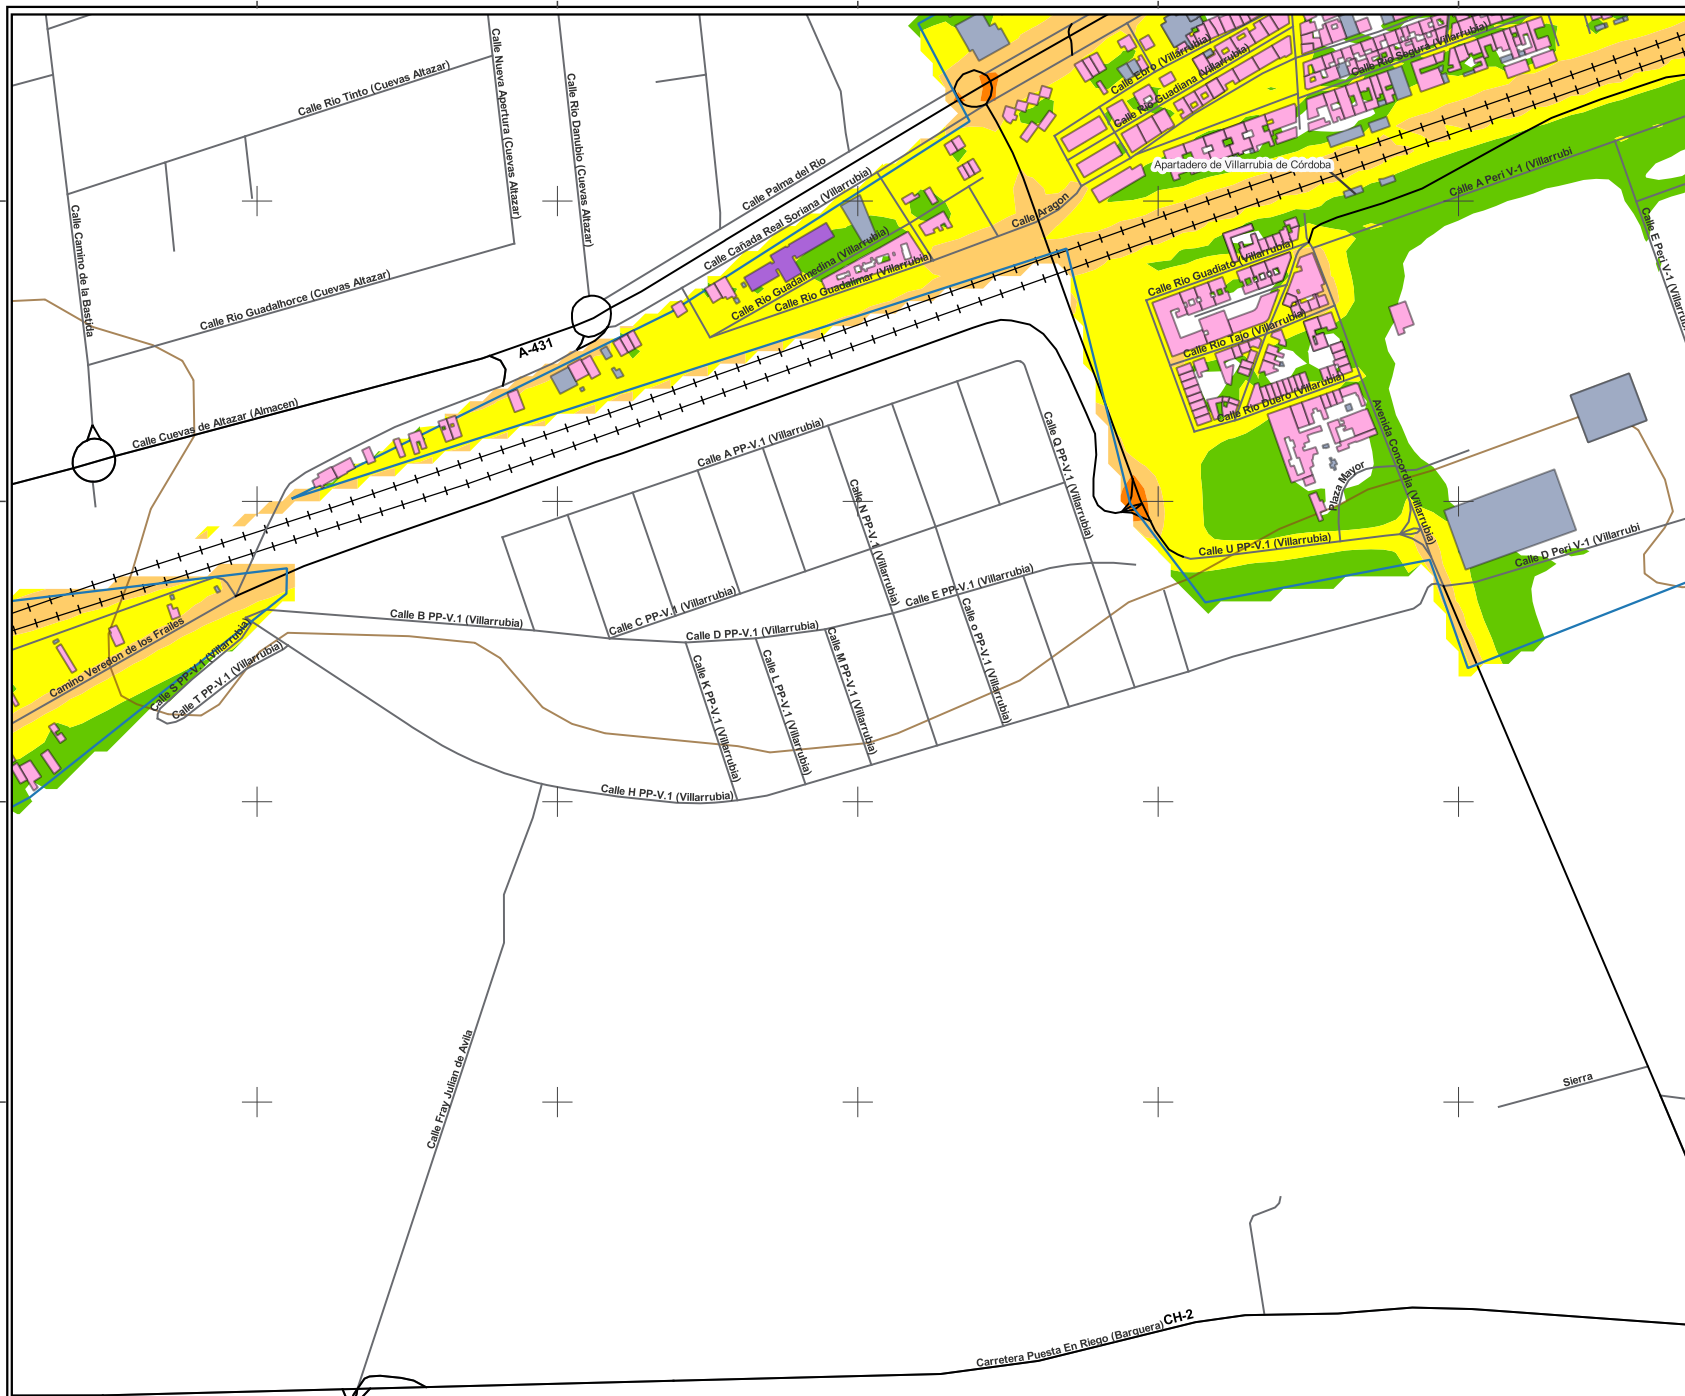 Calle Rio Tinto (Cuevas Altazar)
Calle Nueva Apertura (Cuevas Altazar)
Calle Rio Danubio (Cuevas Altazar)
Calle Camino de la Bastida
Calle Rio Guadalhorce (Cuevas Altazar)
Calle Palma del Rio
Calle Cañada Real Soriana (Villarrubia)
Calle Rio Guadalmedina (Villarrubia)
Calle Rio Guadalimar (Villarrubia)
Calle Aragon
Calle Ebro (Villarrubia)
Calle Rio Guadiana (Villarrubia)
Calle Rio Segura (Villarrubia)
Apartadero de Villarrubia de Córdoba
Calle A Peri V-1 (Villarrubi
Calle E Peri V-1 (Villarru
Calle Rio Guadiato (Villarrubia)
Calle Rio Tajo (Villarrubia)
Calle Rio Duero (Villarubia)
Avenida Concordia (Villarrubia)
Plaza Mayor
A-431
Calle Cuevas de Altazar (Almacen)
Calle A PP-V.1 (Villarrubia)
Calle Q PP-V.1 (Villarrubia)
Calle N PP-V.1 (Villarrubia)
Calle U PP-V.1 (Villarrubia)
Calle D Peri V-1 (Villarrubi
Calle E PP-V.1 (Villarrubia)
Calle C PP-V.1 (Villarrubia)
Calle B PP-V.1 (Villarrubia)
Calle D PP-V.1 (Villarrubia)
Calle o PP-V.1 (Villarrubia)
Camino Veredon de los Frailes
Calle S PP-V.1 (Villarrubia)
Calle T PP-V.1 (Villarrubia)
Calle K PP-V.1 (Villarrubia)
Calle L PP-V.1 (Villarrubia)
Calle M PP-V.1 (Villarrubia)
Calle H PP-V.1 (Villarrubia)
Calle Fray Julian de Avila
Sierra
Carretera Puesta En Riego (Barquera)
CH-2